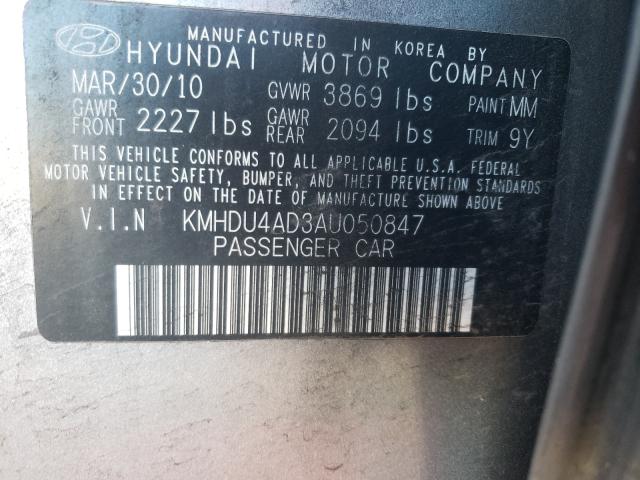 MANUFACTURED IN KOREA BY
HYUNDAI MOTOR COMPANY
MAR/30/10 GVWR 3869 lbs PAINT MM
GAWR FRONT 2227 lbs GAWR REAR 2094 lbs TRIM 9Y
THIS VEHICLE CONFORMS TO ALL APPLICABLE U.S.A. FEDERAL
MOTOR VEHICLE SAFETY, BUMPER, AND THEFT PREVENTION STANDARDS
IN EFFECT ON THE DATE OF MANUFACTURE SHOWN ABOVE.
V.I.N KMHDU4AD3AU050847
PASSENGER CAR